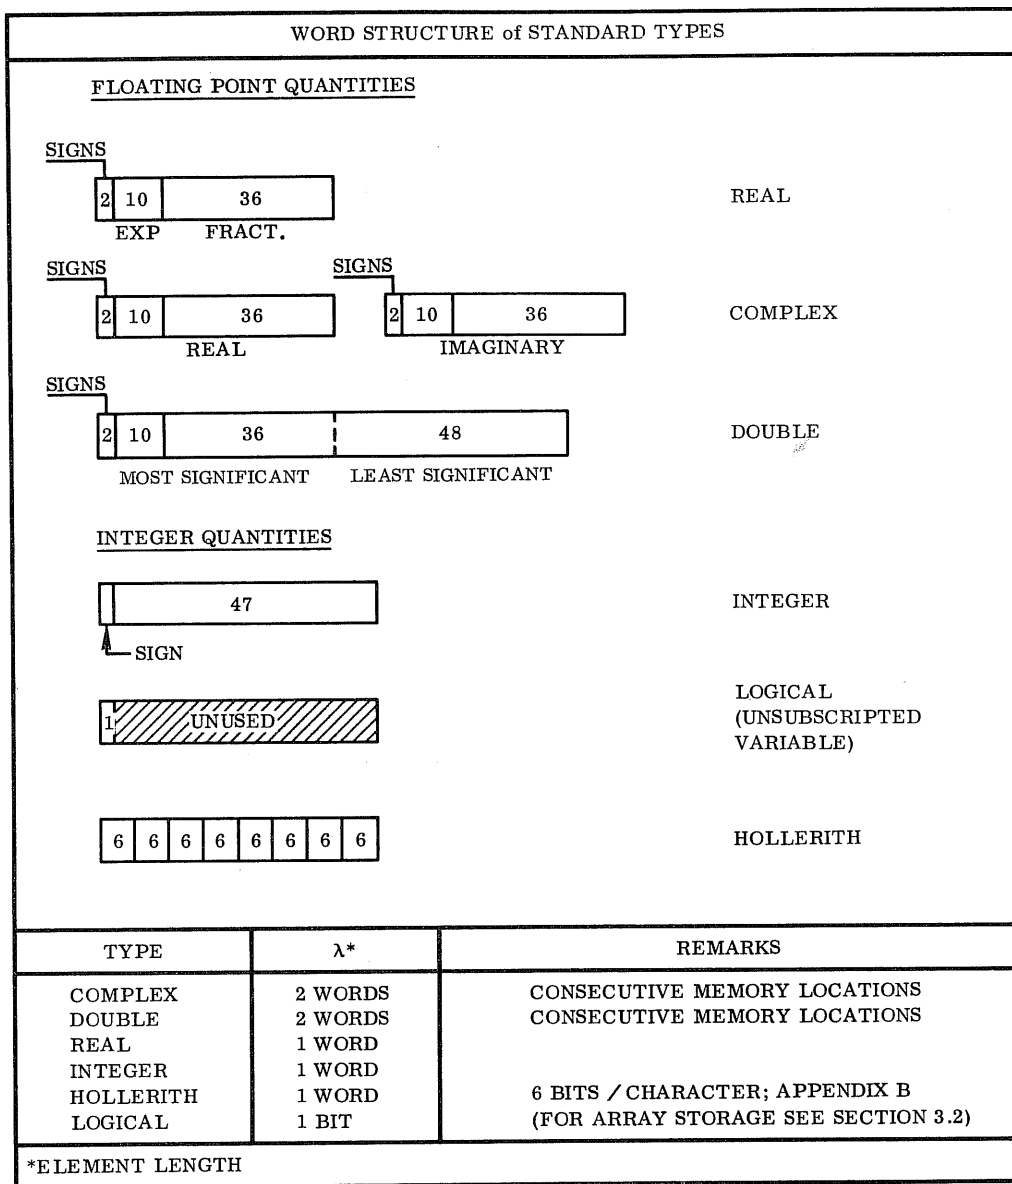 WORD STRUCTURE of STANDARD TYPES
FLOATING POINT QUANTITIES
SIGNS
2 10 36 REAL
EXP FRACT.
SIGNS SIGNS
2 10 36 2 10 36 COMPLEX
REAL IMAGINARY
SIGNS
2 10 36 48 DOUBLE
MOST SIGNIFICANT LEAST SIGNIFICANT
INTEGER QUANTITIES
47 INTEGER
SIGN
LOGICAL
1 UNUSED (UNSUBSCRIPTED
VARIABLE)
6 6 6 6 6 6 6 6 HOLLERITH
TYPE λ* REMARKS
COMPLEX 2 WORDS CONSECUTIVE MEMORY LOCATIONS
DOUBLE 2 WORDS CONSECUTIVE MEMORY LOCATIONS
REAL 1 WORD
INTEGER 1 WORD
HOLLERITH 1 WORD 6 BITS / CHARACTER; APPENDIX B
LOGICAL 1 BIT (FOR ARRAY STORAGE SEE SECTION 3.2)
*ELEMENT LENGTH